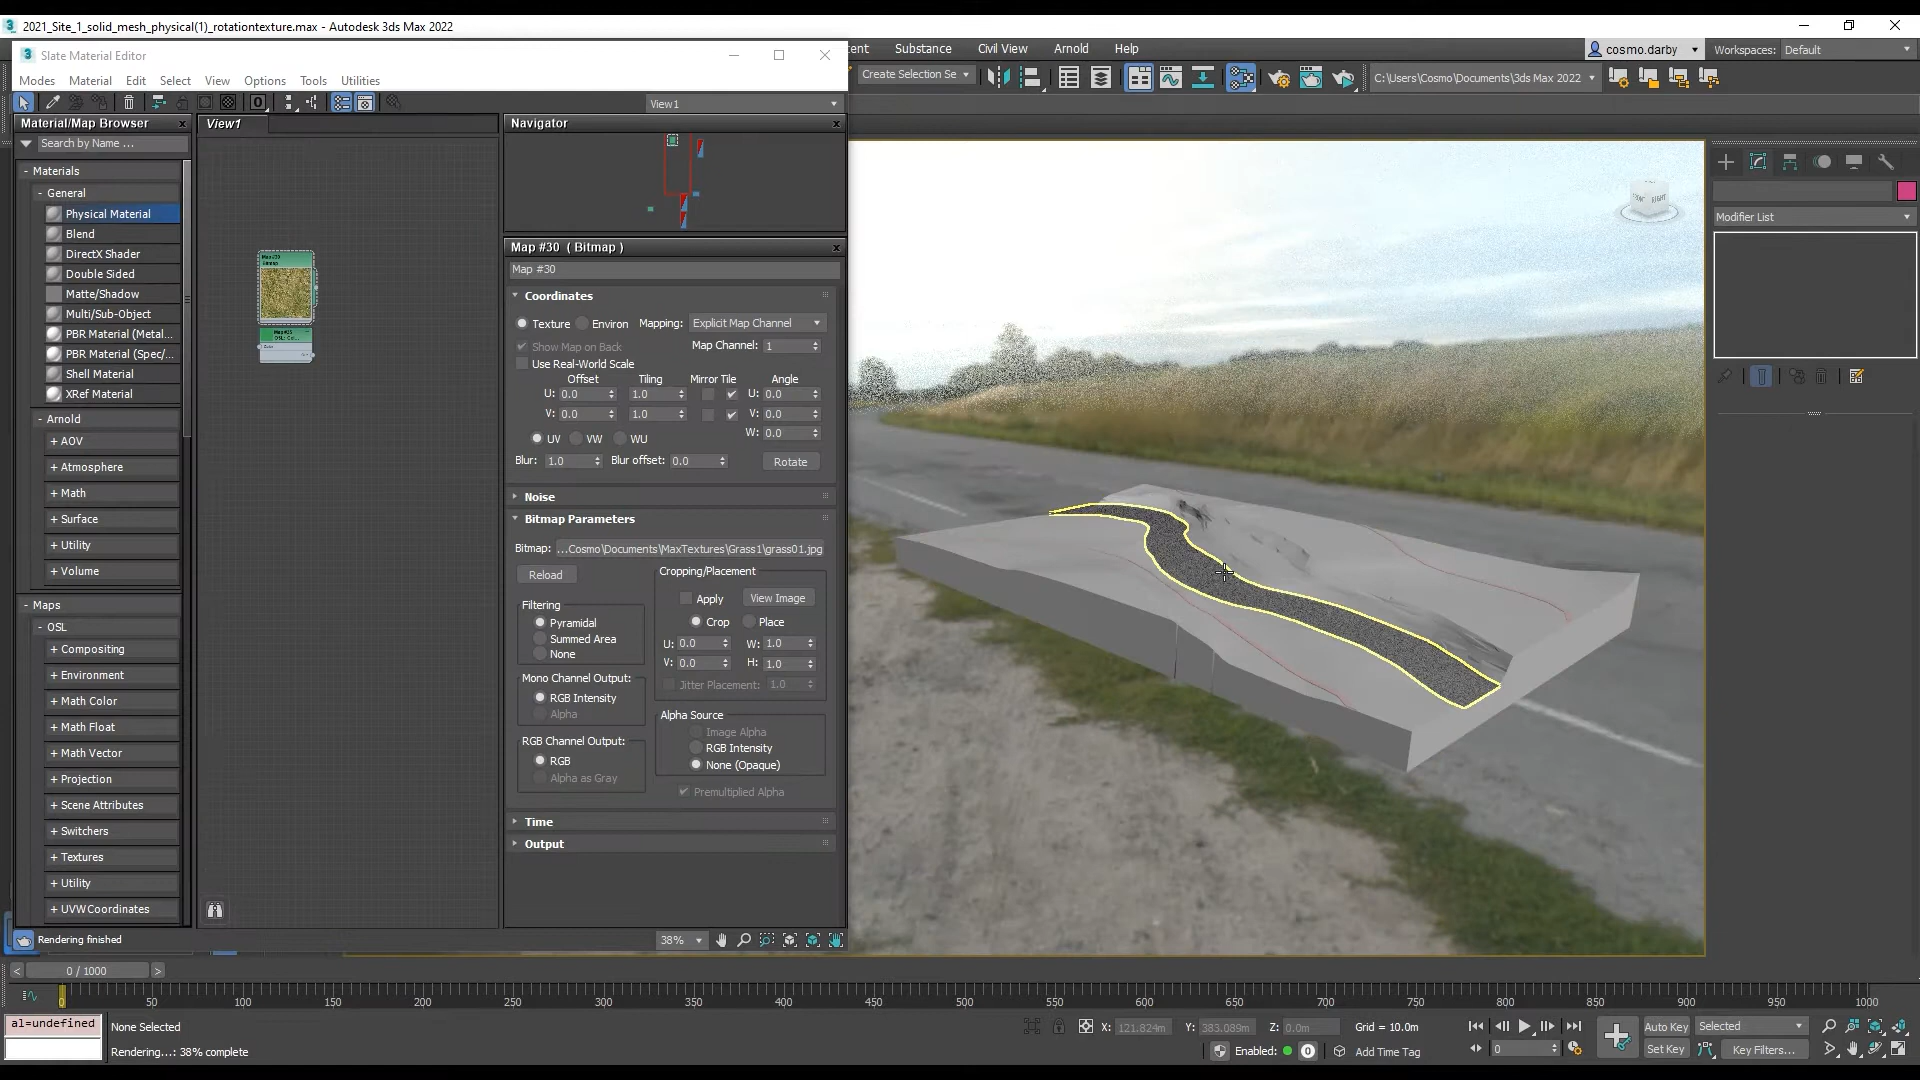 2021_Site_1_solid_mesh_physical(1)_rotationtexture.max - Autodesk 3ds Max 2022
Slate Material Editor
ent Substance Civil View Arnold Help
cosmo.darby Workspaces: Default
Modes Material Edit Select View Options Tools Utilities
Create Selection Se
C:\Users\Cosmo\Documents\3ds Max 2022
View1
Material/Map Browser
View1
Navigator
Search by Name ...
- Materials
- General
Physical Material
Blend
DirectX Shader
Double Sided
Matte/Shadow
Multi/Sub-Object
PBR Material (Metal...
PBR Material (Spec/...
Shell Material
XRef Material
- Arnold
+ AOV
+ Atmosphere
+ Math
+ Surface
+ Utility
+ Volume
- Maps
- OSL
+ Compositing
+ Environment
+ Math Color
+ Math Float
+ Math Vector
+ Projection
+ Scene Attributes
+ Switchers
+ Textures
+ Utility
+ UVWCoordinates
Map #30
Bitmap
OSL: Col...
Map #30 ( Bitmap )
Map #30
Coordinates
Texture Environ Mapping: Explicit Map Channel
Show Map on Back Map Channel: 1
Use Real-World Scale
Offset Tiling Mirror Tile Angle
U: 0.0 1.0 U: 0.0
V: 0.0 1.0 V: 0.0
W: 0.0
UV VW WU
Blur: 1.0 Blur offset: 0.0 Rotate
Noise
Bitmap Parameters
Bitmap: ...Cosmo\Documents\MaxTextures\Grass1\grass01.jpg
Reload
Cropping/Placement
Apply View Image
Crop Place
U: 0.0 W: 1.0
V: 0.0 H: 1.0
Jitter Placement: 1.0
Filtering
Pyramidal
Summed Area
None
Mono Channel Output:
RGB Intensity
Alpha
RGB Channel Output:
RGB
Alpha as Gray
Alpha Source
Image Alpha
RGB Intensity
None (Opaque)
Premultiplied Alpha
Time
Output
FRONT RIGHT
Modifier List
Rendering finished
38%
0 / 1000
0 50 100 150 200 250 300 350 400 450 500 550 600 650 700 750 800 850 900 950 1000
al=undefined
None Selected
Rendering...: 38% complete
X: 121.824m Y: 383.089m Z: 0.0m Grid = 10.0m
Enabled: 0 Add Time Tag
Auto Key Selected
0 Set Key Key Filters...